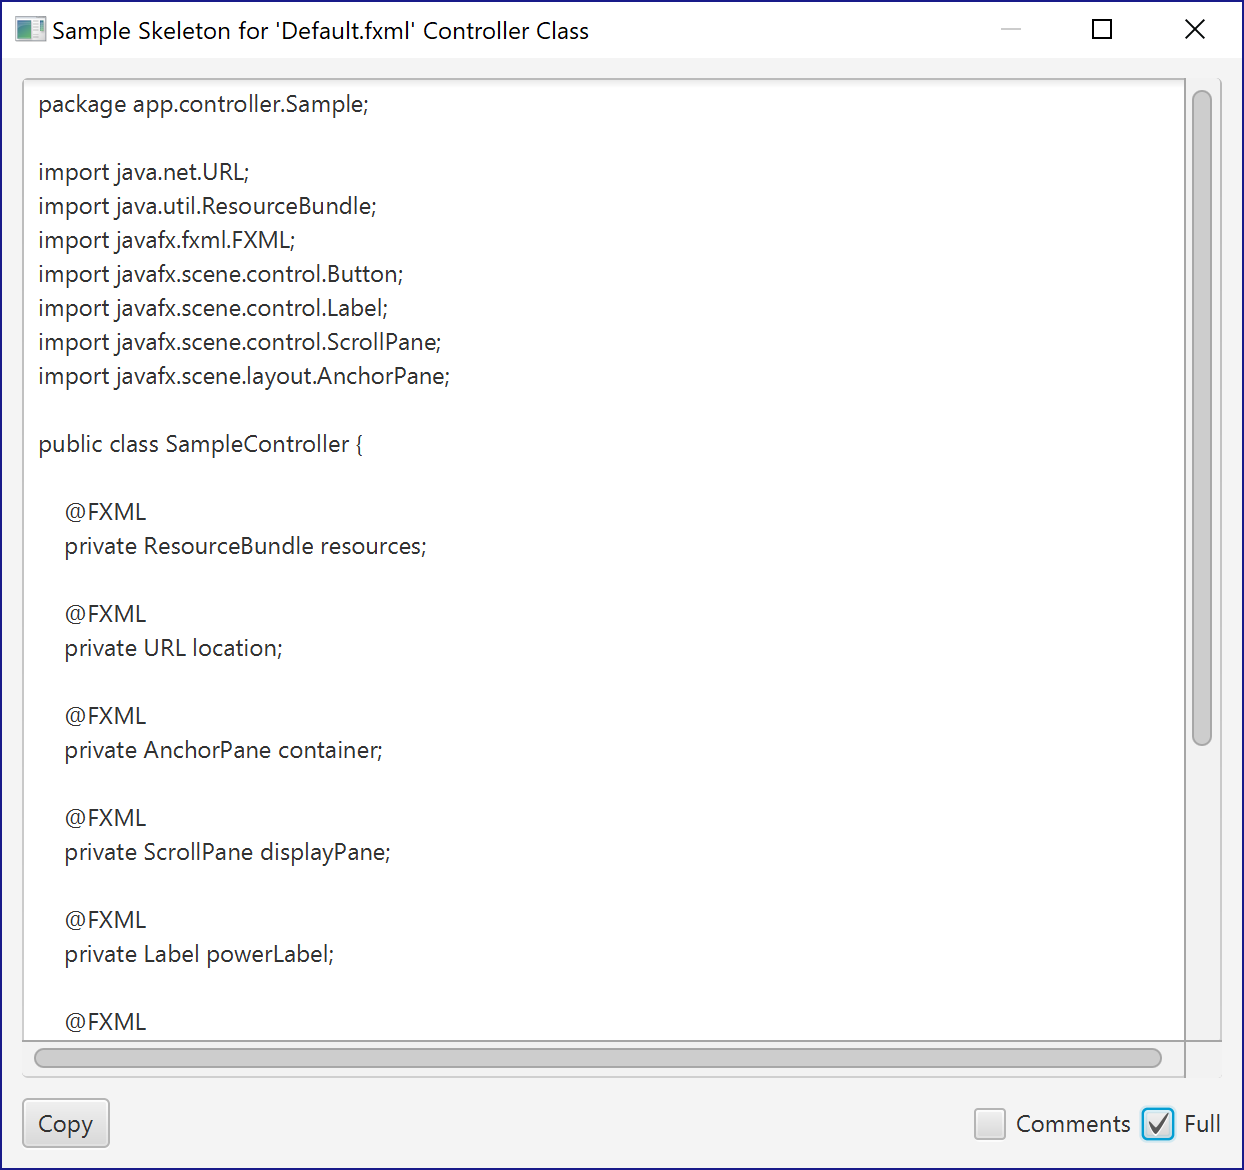 Sample Skeleton for 'Default.fxml' Controller Class
package app.controller.Sample;
import java.net.URL;
import java.util.ResourceBundle;
import javafx.fxml.FXML;
import javafx.scene.control.Button;
import javafx.scene.control.Label;
import javafx.scene.control.ScrollPane;
import javafx.scene.layout.AnchorPane;
public class SampleController {
@FXML
private ResourceBundle resources;
@FXML
private URL location;
@FXML
private AnchorPane container;
@FXML
private ScrollPane displayPane;
@FXML
private Label powerLabel;
@FXML
Copy Comments Full